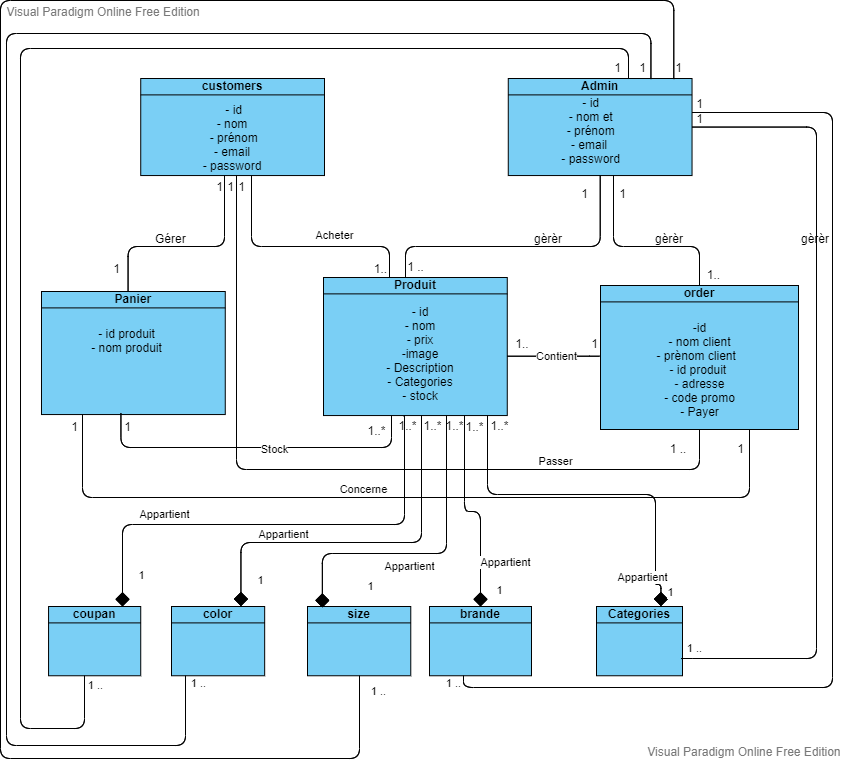 Visual Paradigm Online Free Edition
1 1 1
customers
- id
- nom
- prénom
- email
- password
Admin
- id
- nom et
- prénom
- email
- password
1
1
1 1 1
1 1
Gérer
Acheter
gèrèr
gèrèr
gèrèr
1
1..
1 ..
1..
Panier
- id produit
- nom produit
Produit
- id
- nom
- prix
-image
- Description
- Categories
- stock
order
-id
- nom client
- prènom client
- id produit
- adresse
- code promo
- Payer
1..
Contient
1
1
1
1..*
1..*
1..*
1..*
1..*
1..*
1 ..
1
Stock
Passer
Concerne
Appartient
Appartient
Appartient
Appartient
Appartient
1
1
1
1
1
coupan
color
size
brande
Categories
1 ..
1 ..
1 ..
1 ..
1 ..
Visual Paradigm Online Free Edition